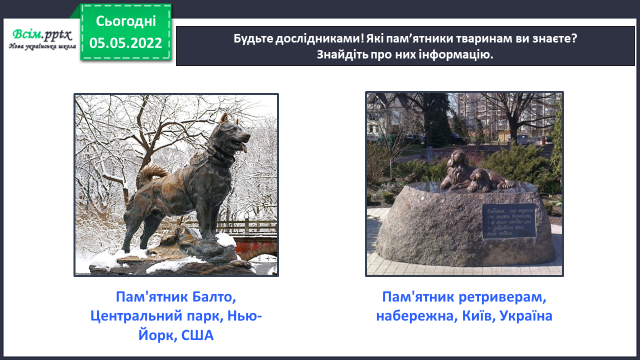 Всім.pptx
Нова українська школа
Сьогодні
05.05.2022
Будьте дослідниками! Які пам’ятники тваринам ви знаєте?
Знайдіть про них інформацію.
Пам'ятник Балто,
Центральний парк, Нью-
Йорк, США
Пам'ятник ретриверам,
набережна, Київ, Україна